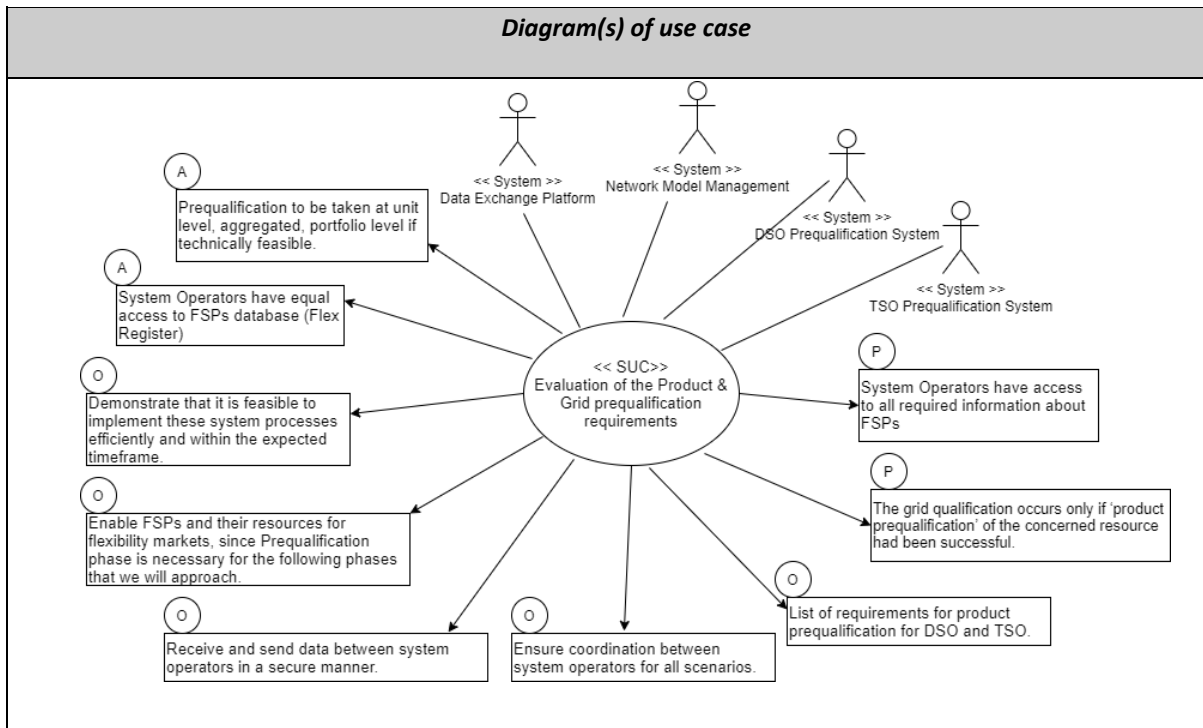 Diagram(s) of use case
<< System >>
Data Exchange Platform
<< System >>
Network Model Management
<< System >>
DSO Prequalification System
<< System >>
TSO Prequalification System
A
Prequalification to be taken at unit
level, aggregated, portfolio level if
technically feasible.
A
System Operators have equal
access to FSPs database (Flex
Register)
O
Demonstrate that it is feasible to
implement these system processes
efficiently and within the expected
timeframe.
O
Enable FSPs and their resources for
flexibility markets, since Prequalification
phase is necessary for the following phases
that we will approach.
O
Receive and send data between system
operators in a secure manner.
O
Ensure coordination between
system operators for all scenarios.
O
List of requirements for product
prequalification for DSO and TSO.
P
The grid qualification occurs only if ‘product
prequalification’ of the concerned resource
had been successful.
P
System Operators have access
to all required information about
FSPs
<< SUC>>
Evaluation of the Product &
Grid prequalification
requirements